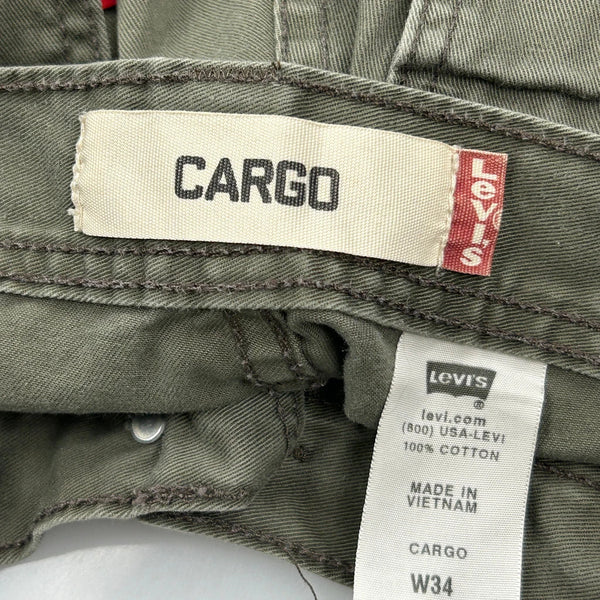 CARGO
Levi's
Levi's
®
levi.com
(800) USA-LEVI
100% COTTON
MADE IN
VIETNAM
CARGO
W34